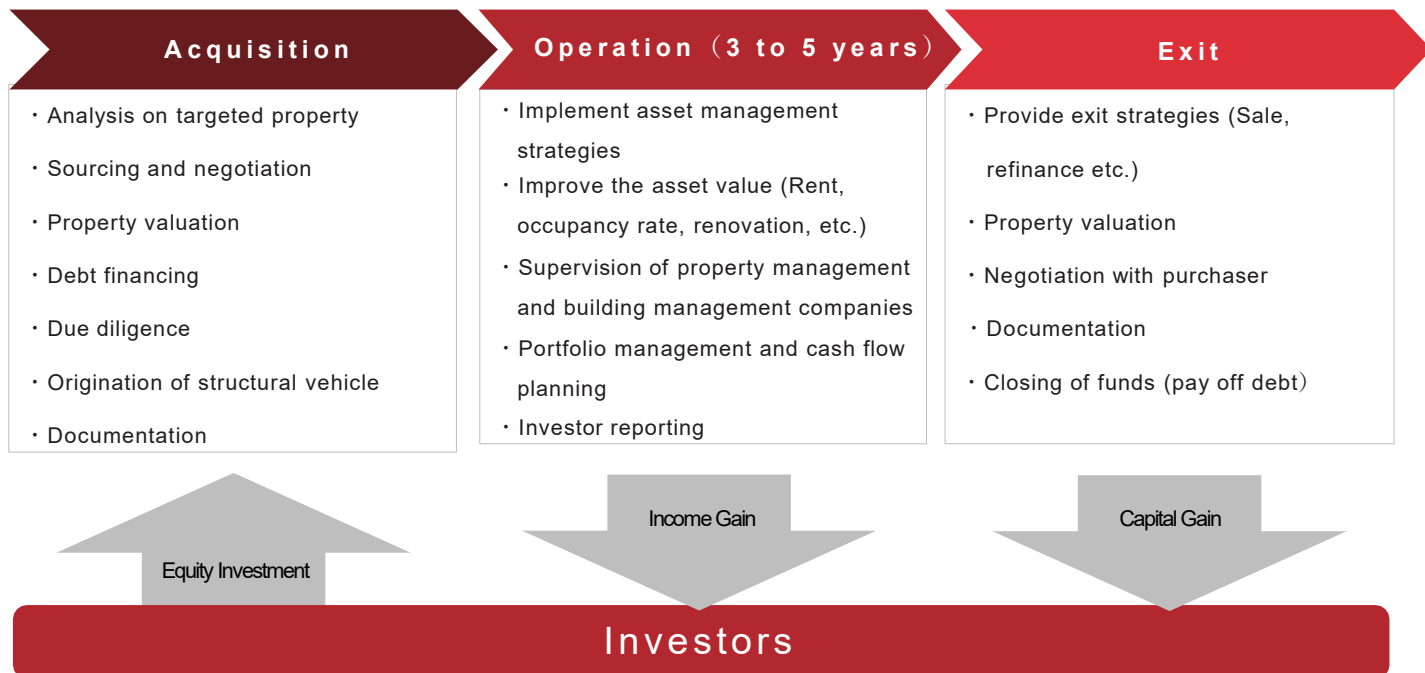 Acquisition
・Analysis on targeted property
・Sourcing and negotiation
・Property valuation
・Debt financing
・Due diligence
・Origination of structural vehicle
・Documentation
Operation（3 to 5 years）
・Implement asset management
strategies
・Improve the asset value (Rent,
occupancy rate, renovation, etc.)
・Supervision of property management
and building management companies
・Portfolio management and cash flow
planning
・Investor reporting
Exit
・Provide exit strategies (Sale,
refinance etc.)
・Property valuation
・Negotiation with purchaser
・Documentation
・Closing of funds (pay off debt）
Equity Investment
Income Gain
Capital Gain
Investors